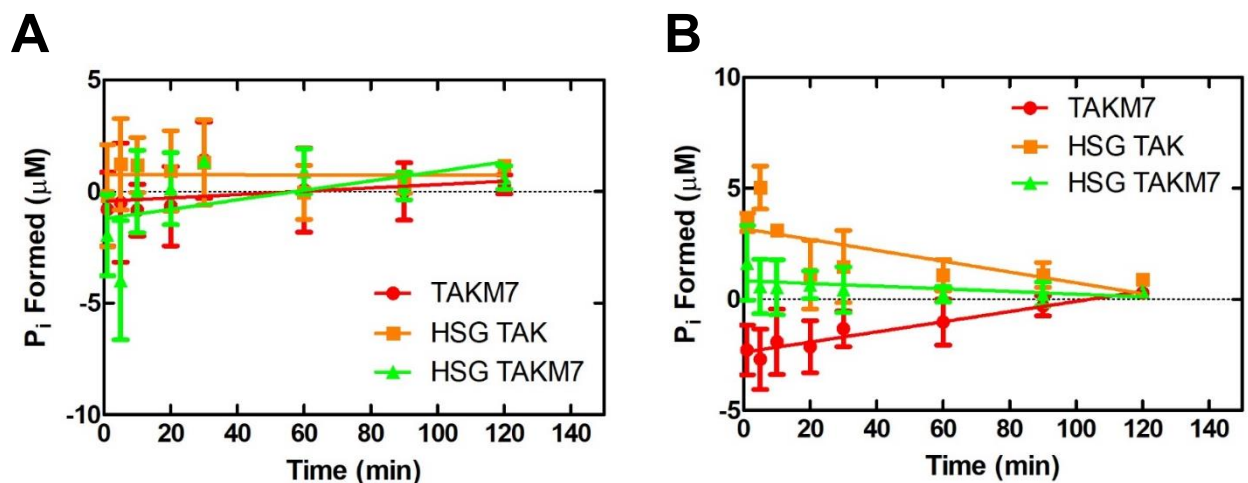 A
5
0
-5
-10
0 20 40 60 80 100 120 140
Pi Formed (μM)
Time (min)
TAKM7
HSG TAK
HSG TAKM7
B
10
5
0
-5
0 20 40 60 80 100 120 140
Pi Formed (μM)
Time (min)
TAKM7
HSG TAK
HSG TAKM7